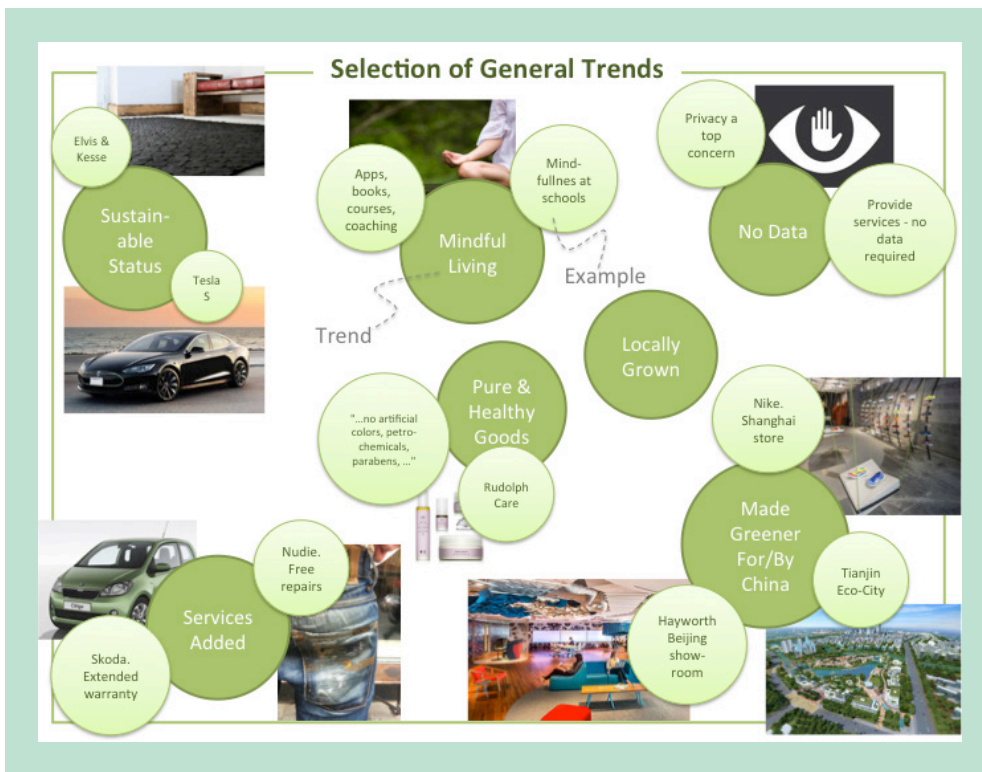 Selection of General Trends
Elvis &
Kesse
Sustain-
able
Status
Tesla
S
Apps,
books,
courses,
coaching
Mind-
fullnes at
schools
Mindful
Living
Example
Trend
Privacy a
top
concern
No Data
Provide
services - no
data
required
Locally
Grown
Pure &
Healthy
Goods
"...no artificial
colors, petro-
chemicals,
parabens, ..."
Rudolph
Care
Nike.
Shanghai
store
Made
Greener
For/By
China
Tianjin
Eco-City
Hayworth
Beijing
show-
room
Nudie.
Free
repairs
Services
Added
Skoda.
Extended
warranty
Citigo